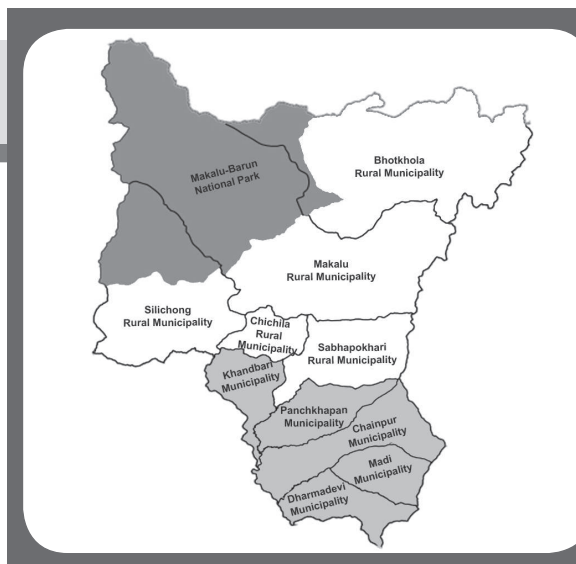 Makalu-Barun
National Park
Bhotkhola
Rural Municipality
Makalu
Rural Municipality
Silichong
Rural Municipality
Chichila
Rural
Municipality
Sabhapokhari
Rural Municipality
Khandbari
Municipality
Panchkhapan
Municipality
Chainpur
Municipality
Madi
Municipality
Dharmadevi
Municipality